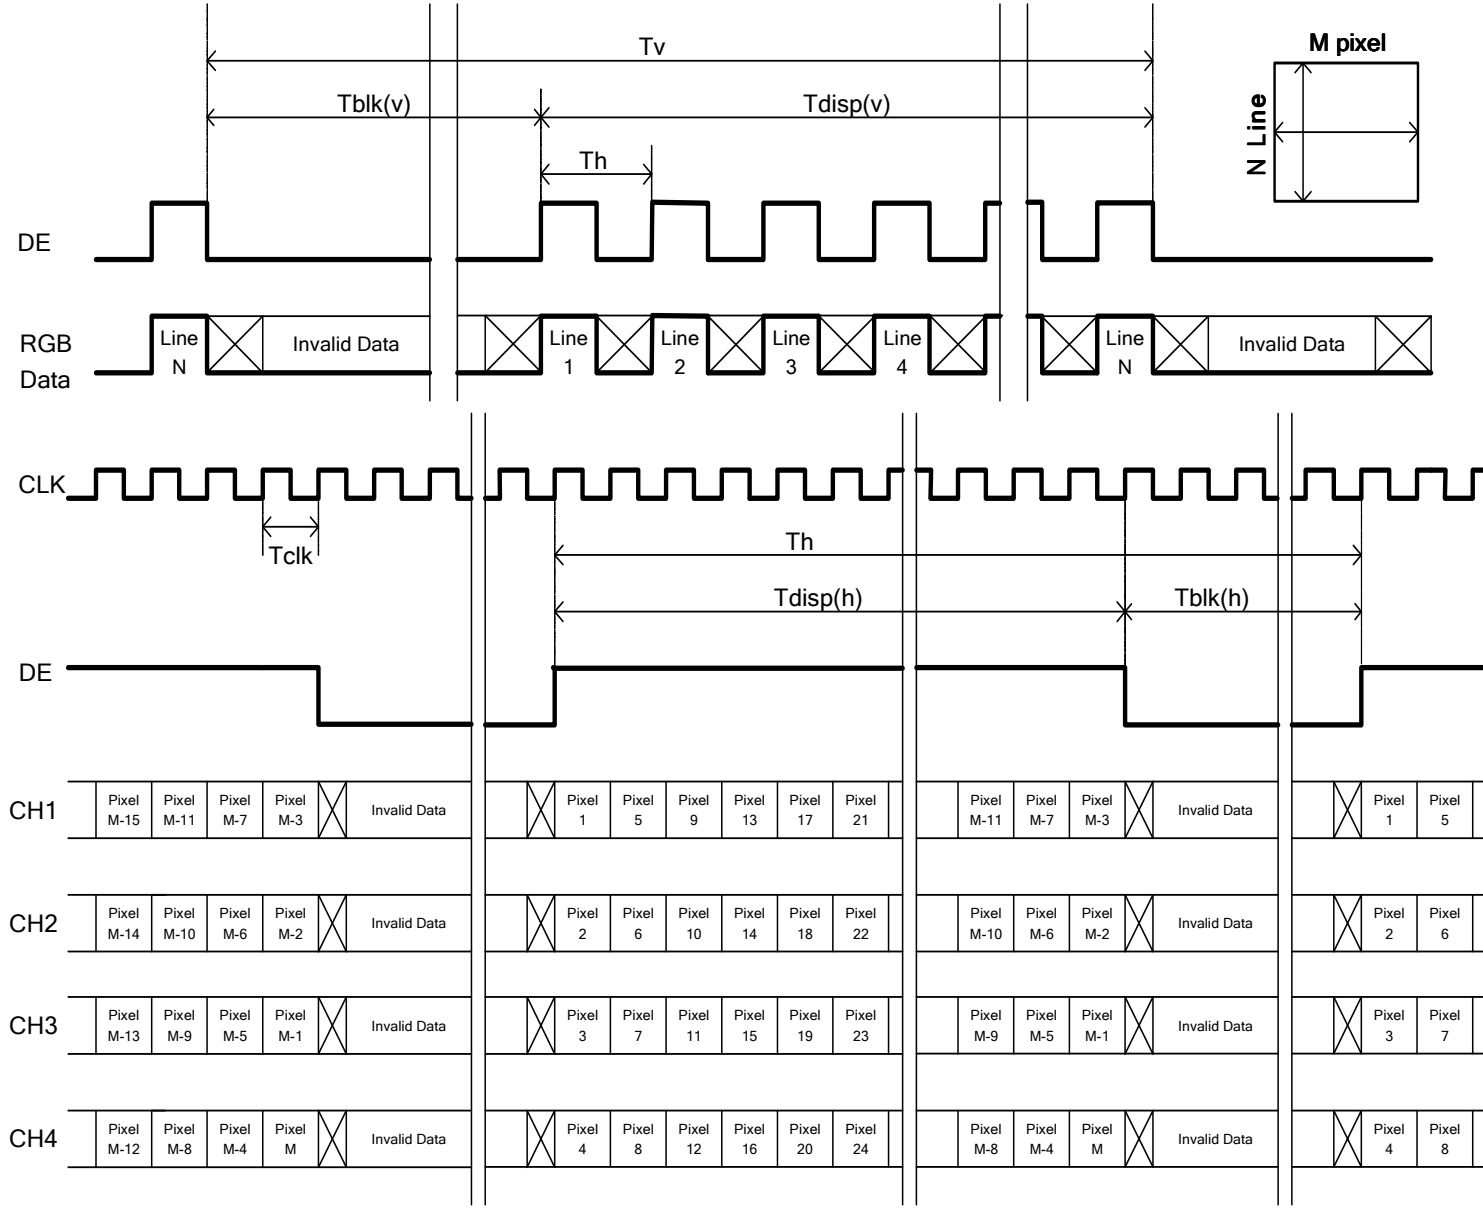 Tv
M pixel
Tblk(v) Tdisp(v)
N Line
Th
DE
RGB Data
Line N
Invalid Data
Line 1
Line 2
Line 3
Line 4
Line N
Invalid Data
CLK
Tclk
Th
Tdisp(h) Tblk(h)
DE
CH1
Pixel M-15 Pixel M-11 Pixel M-7 Pixel M-3 Invalid Data Pixel 1 Pixel 5 Pixel 9 Pixel 13 Pixel 17 Pixel 21 Pixel M-11 Pixel M-7 Pixel M-3 Invalid Data Pixel 1 Pixel 5
CH2
Pixel M-14 Pixel M-10 Pixel M-6 Pixel M-2 Invalid Data Pixel 2 Pixel 6 Pixel 10 Pixel 14 Pixel 18 Pixel 22 Pixel M-10 Pixel M-6 Pixel M-2 Invalid Data Pixel 2 Pixel 6
CH3
Pixel M-13 Pixel M-9 Pixel M-5 Pixel M-1 Invalid Data Pixel 3 Pixel 7 Pixel 11 Pixel 15 Pixel 19 Pixel 23 Pixel M-9 Pixel M-5 Pixel M-1 Invalid Data Pixel 3 Pixel 7
CH4
Pixel M-12 Pixel M-8 Pixel M-4 Pixel M Invalid Data Pixel 4 Pixel 8 Pixel 12 Pixel 16 Pixel 20 Pixel 24 Pixel M-8 Pixel M-4 Pixel M Invalid Data Pixel 4 Pixel 8